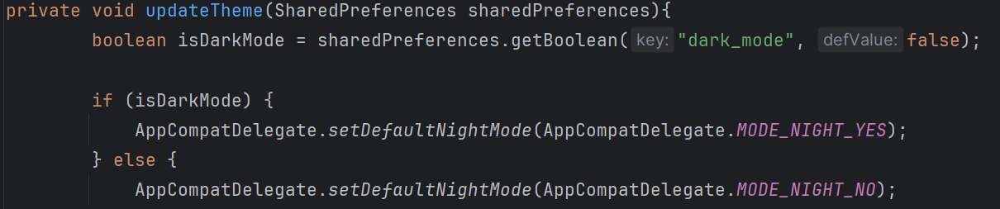 private void updateTheme(SharedPreferences sharedPreferences){
boolean isDarkMode = sharedPreferences.getBoolean( key: "dark_mode", defValue: false);
if (isDarkMode) {
AppCompatDelegate.setDefaultNightMode(AppCompatDelegate.MODE_NIGHT_YES);
} else {
AppCompatDelegate.setDefaultNightMode(AppCompatDelegate.MODE_NIGHT_NO);